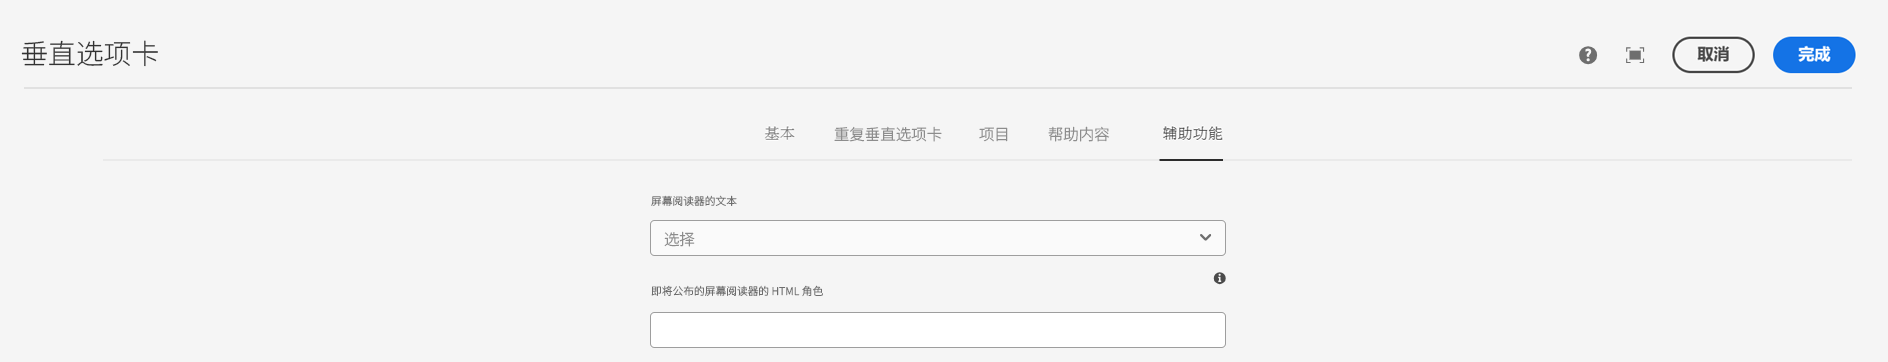 垂直选项卡
取消
完成
基本 重复垂直选项卡 项目 帮助内容 辅助功能
屏幕阅读器的文本
选择
即将公布的屏幕阅读器的 HTML 角色